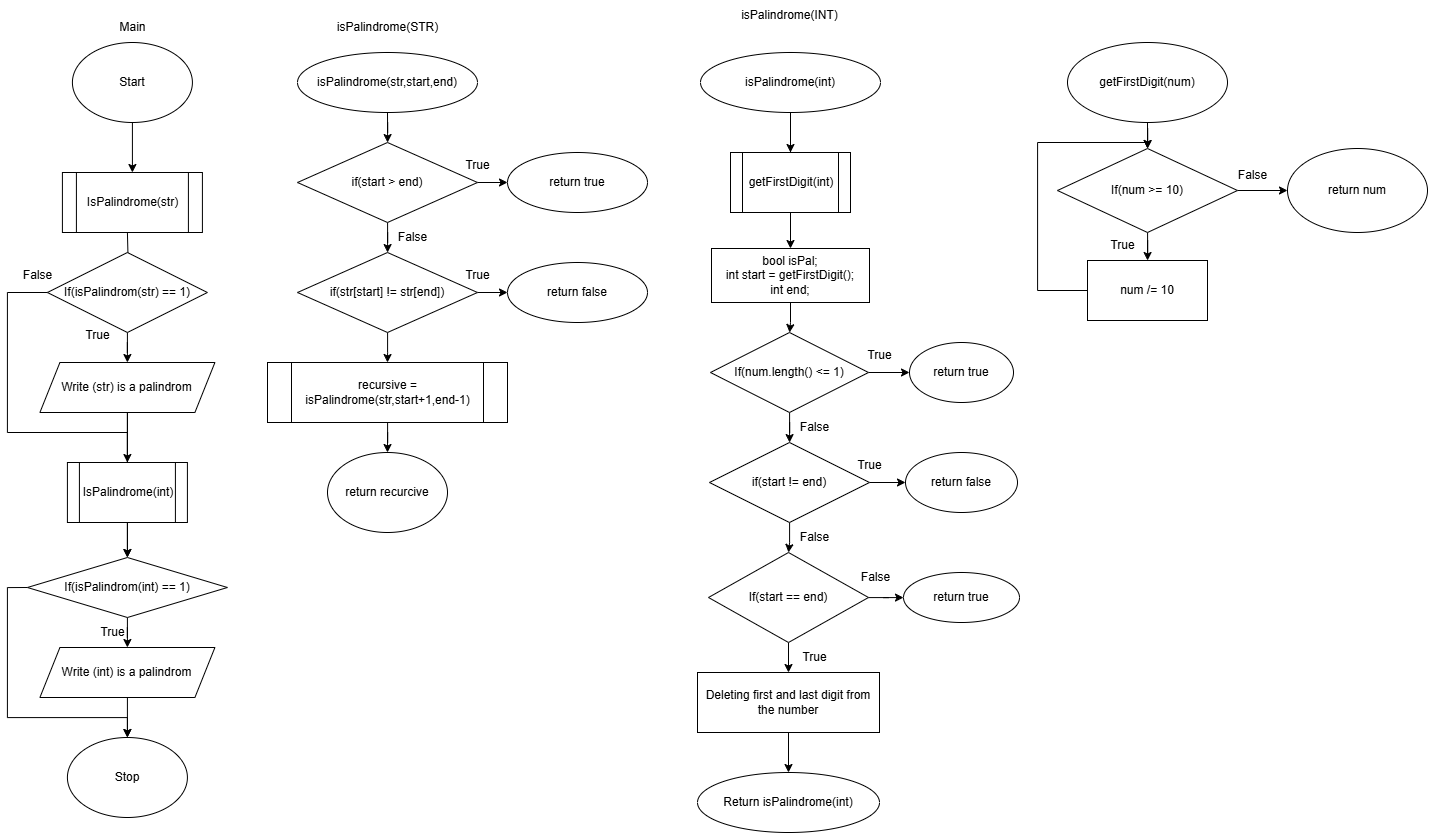 Main
Start
IsPalindrome(str)
False
If(isPalindrom(str) == 1)
True
Write (str) is a palindrom
IsPalindrome(int)
If(isPalindrom(int) == 1)
True
Write (int) is a palindrom
Stop
isPalindrome(STR)
isPalindrome(str,start,end)
if(start > end)
True
return true
False
if(str[start] != str[end])
True
return false
recursive =
isPalindrome(str,start+1,end-1)
return recurcive
isPalindrome(INT)
isPalindrome(int)
getFirstDigit(int)
bool isPal;
int start = getFirstDigit();
int end;
If(num.length() <= 1)
True
return true
False
if(start != end)
True
return false
False
If(start == end)
False
return true
True
Deleting first and last digit from
the number
Return isPalindrome(int)
getFirstDigit(num)
If(num >= 10)
False
return num
True
num /= 10